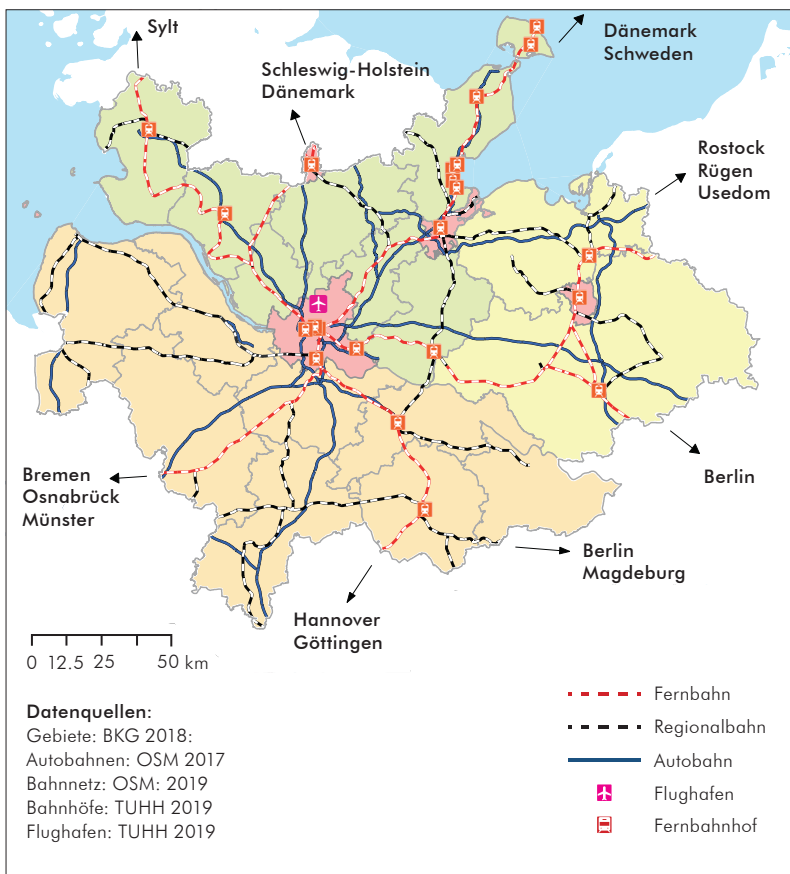 Sylt
Dänemark
Schweden
Schleswig-Holstein
Dänemark
Rostock
Rügen
Usedom
Bremen
Osnabrück
Münster
Berlin
Berlin
Magdeburg
Hannover
Göttingen
0 12.5 25 50 km
Datenquellen:
Gebiete: BKG 2018:
Autobahnen: OSM 2017
Bahnnetz: OSM: 2019
Bahnhöfe: TUHH 2019
Flughafen: TUHH 2019
Fernbahn
Regionalbahn
Autobahn
Flughafen
Fernbahnhof